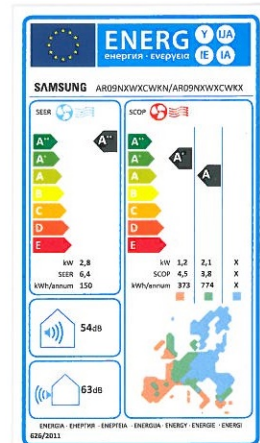 ENERG
енергия · ενεργεια
Y IJA
IE IA
SAMSUNG AR09NXWXCWKN/AR09NXWXCWKX
SEER
SCOP
A++
A+
A
B
C
D
E
A++
A++
A+
A
B
C
D
E
A+
A
kW 2,8
SEER 6,4
kWh/annum 150
kW 1,2 2,1 X
SCOP 4,5 3,8 X
kWh/annum 373 774 X
54dB
63dB
ENERGIA · ЕНЕРГИЯ · ΕΝΕΡΓΕΙΑ · ENERGIJA · ENERGY · ENERGIE · ENERGI
626/2011